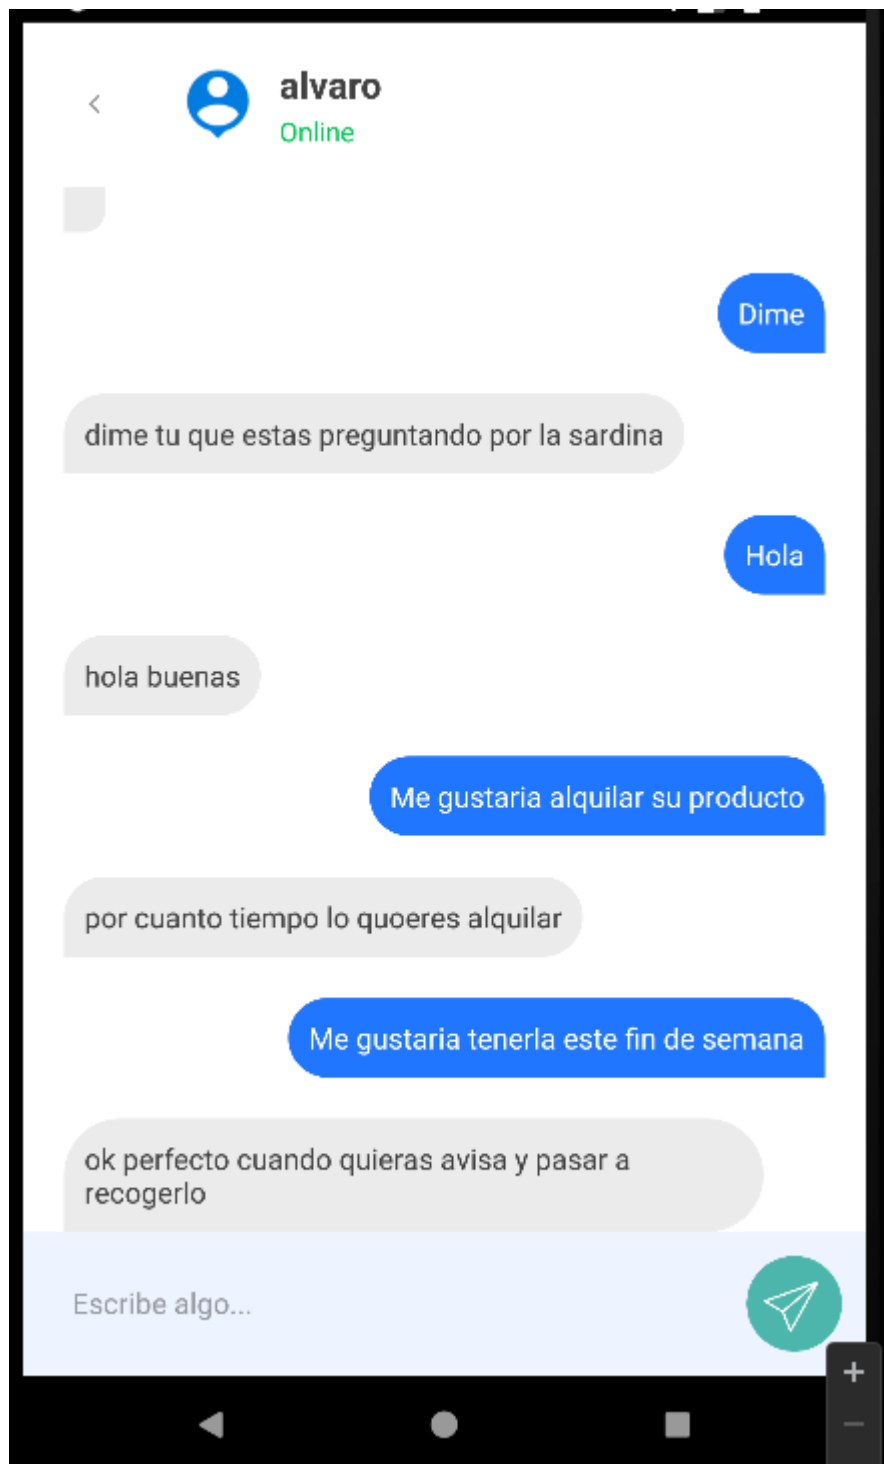 alvaro
Online
Dime
dime tu que estas preguntando por la sardina
Hola
hola buenas
Me gustaria alquilar su producto
por cuanto tiempo lo quoeres alquilar
Me gustaria tenerla este fin de semana
ok perfecto cuando quieras avisa y pasar a
recogerlo
Escribe algo...